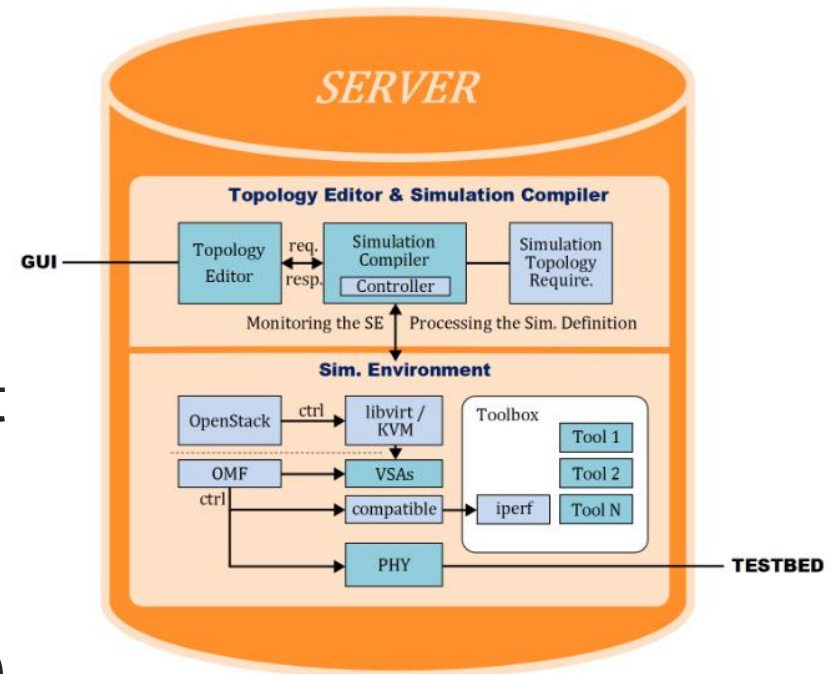 SERVER
Topology Editor & Simulation Compiler
GUI
Topology
Editor
req.
resp.
Simulation
Compiler
Controller
Simulation
Topology
Require.
Monitoring the SE
Processing the Sim. Definition
Sim. Environment
OpenStack
ctrl
libvirt /
KVM
Toolbox
Tool 1
OMF
VSAs
Tool 2
ctrl
compatible
iperf
Tool N
PHY
TESTBED
t
)